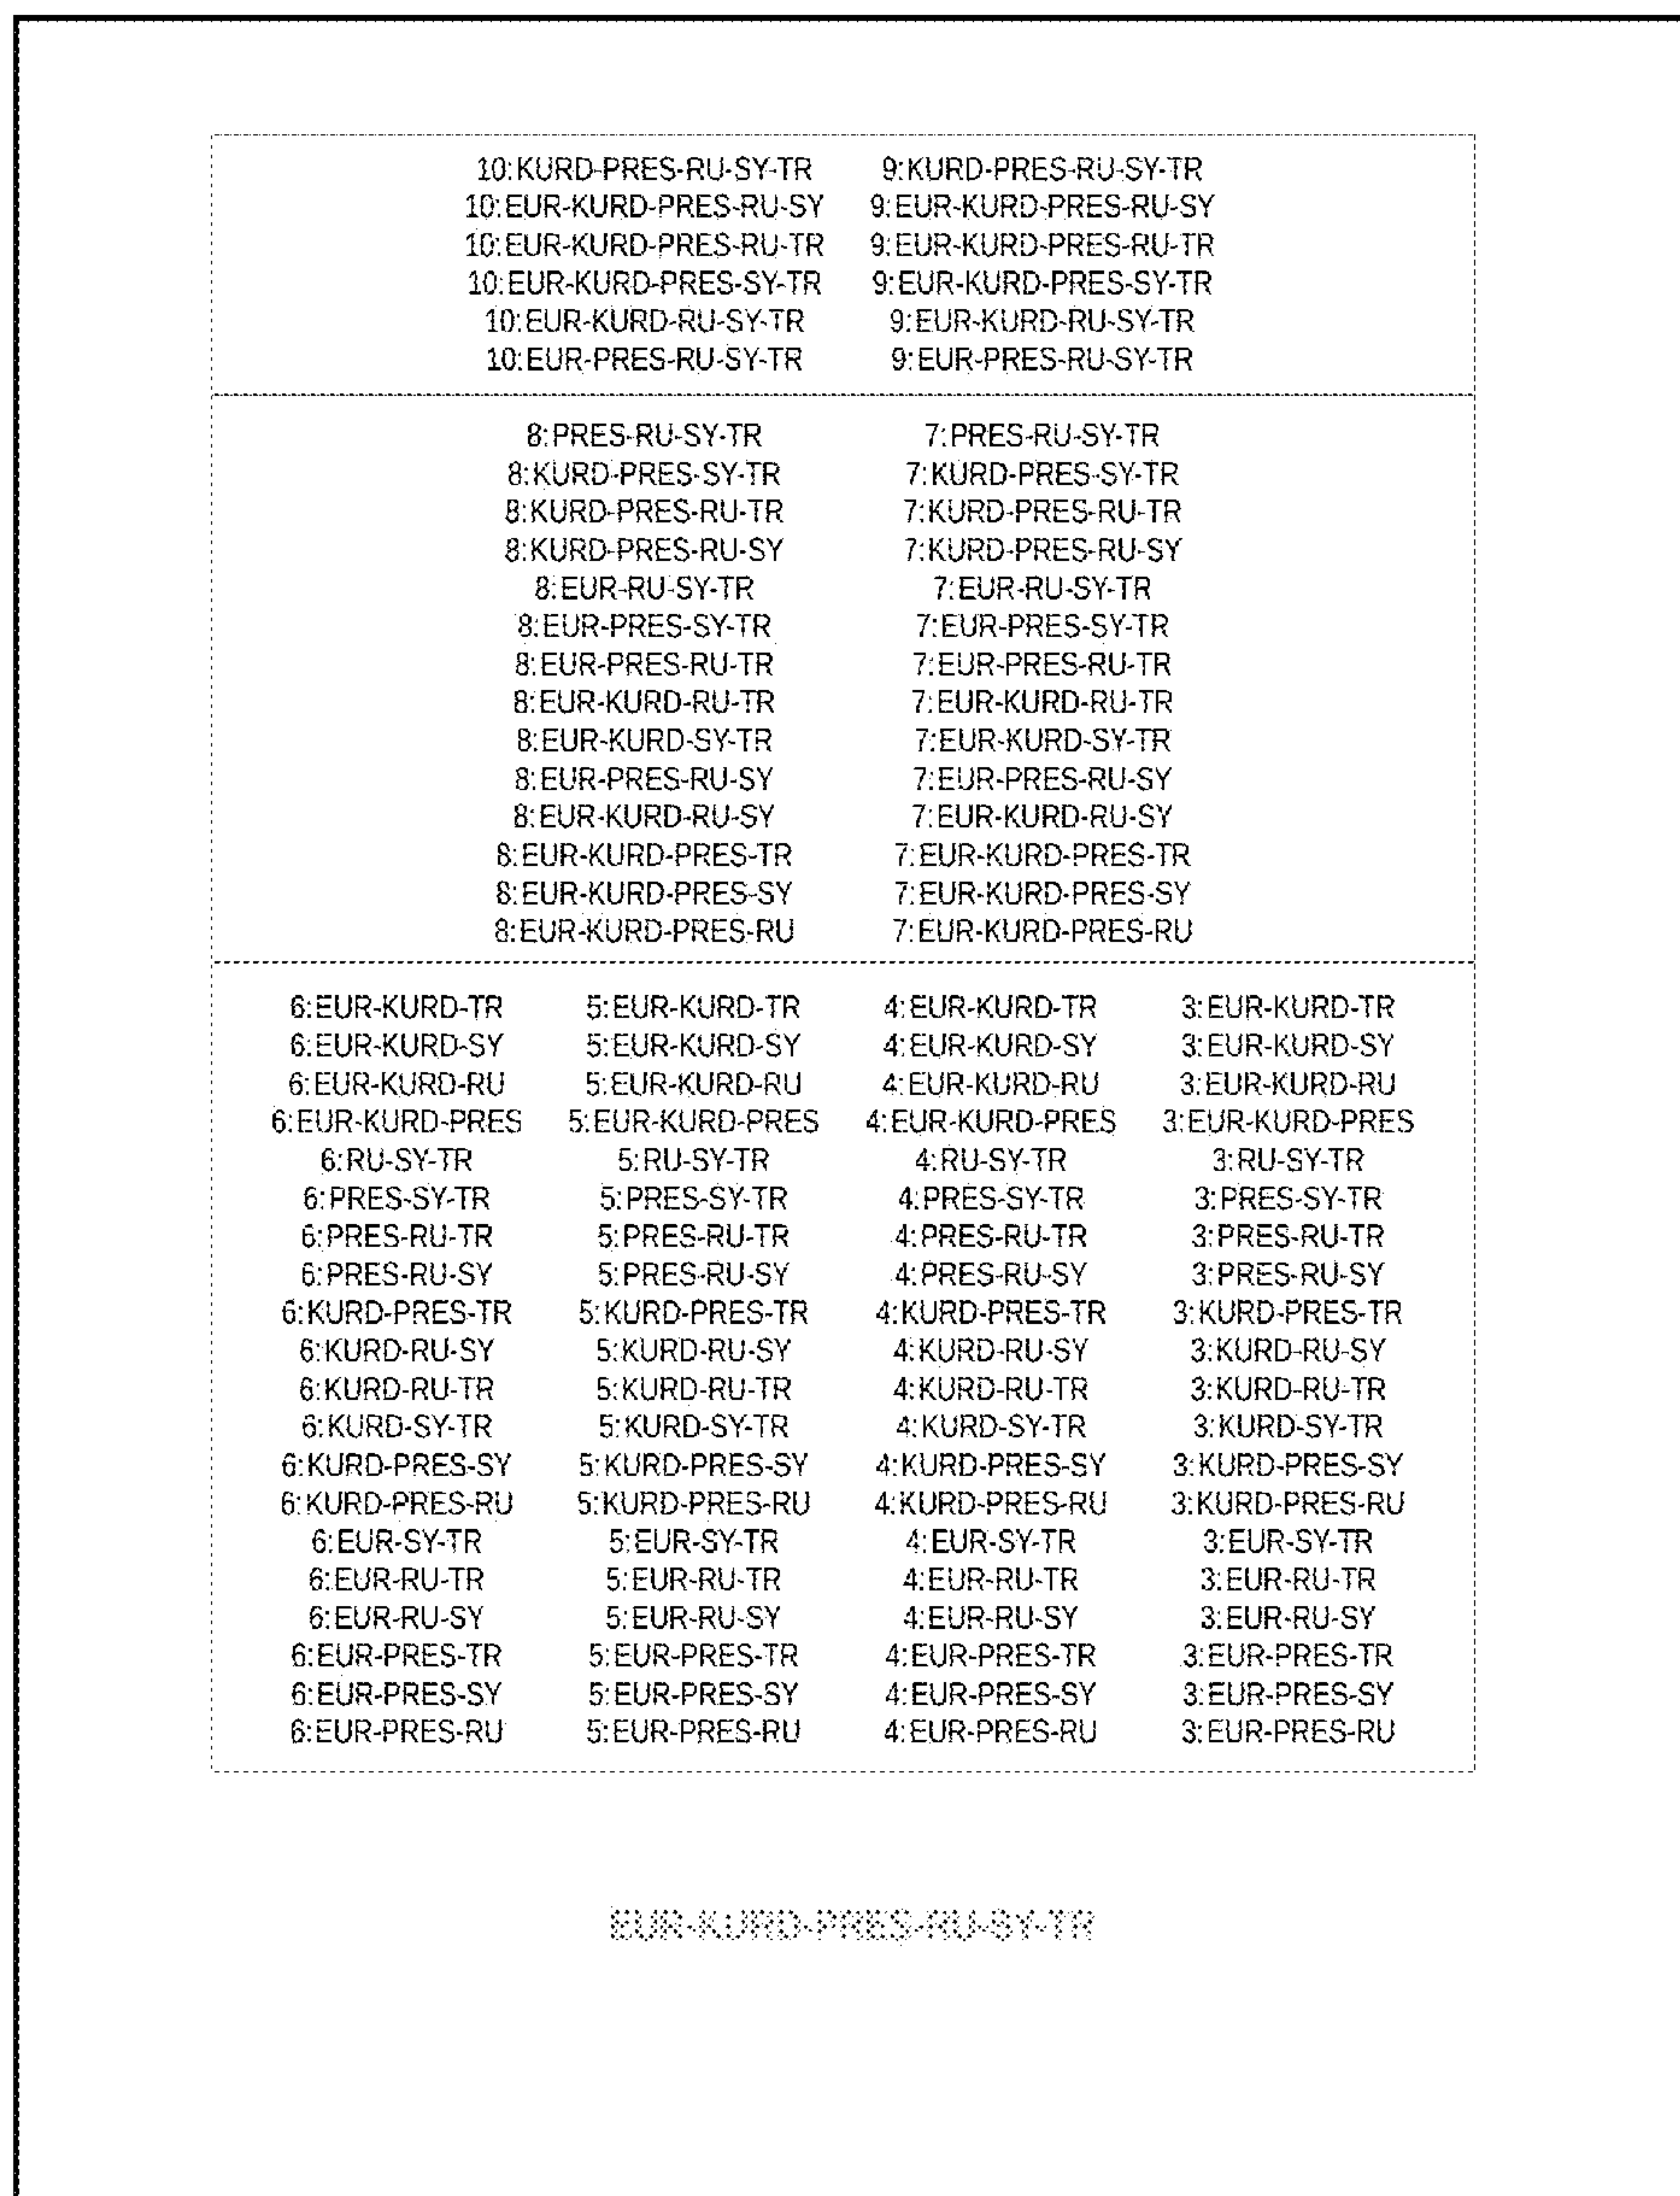 10:KURD-PRES-RU-SY-TR 9:KURD-PRES-RU-SY-TR
10:EUR-KURD-PRES-RU-SY 9:EUR-KURD-PRES-RU-SY
10:EUR-KURD-PRES-RU-TR 9:EUR-KURD-PRES-RU-TR
10:EUR-KURD-PRES-SY-TR 9:EUR-KURD-PRES-SY-TR
10:EUR-KURD-RU-SY-TR 9:EUR-KURD-RU-SY-TR
10:EUR-PRES-RU-SY-TR 9:EUR-PRES-RU-SY-TR
8:PRES-RU-SY-TR 7:PRES-RU-SY-TR
8:KURD-PRES-SY-TR 7:KURD-PRES-SY-TR
8:KURD-PRES-RU-TR 7:KURD-PRES-RU-TR
8:KURD-PRES-RU-SY 7:KURD-PRES-RU-SY
8:EUR-RU-SY-TR 7:EUR-RU-SY-TR
8:EUR-PRES-SY-TR 7:EUR-PRES-SY-TR
8:EUR-PRES-RU-TR 7:EUR-PRES-RU-TR
8:EUR-KURD-RU-TR 7:EUR-KURD-RU-TR
8:EUR-KURD-SY-TR 7:EUR-KURD-SY-TR
8:EUR-PRES-RU-SY 7:EUR-PRES-RU-SY
8:EUR-KURD-RU-SY 7:EUR-KURD-RU-SY
8:EUR-KURD-PRES-TR 7:EUR-KURD-PRES-TR
8:EUR-KURD-PRES-SY 7:EUR-KURD-PRES-SY
8:EUR-KURD-PRES-RU 7:EUR-KURD-PRES-RU
6:EUR-KURD-TR 5:EUR-KURD-TR 4:EUR-KURD-TR 3:EUR-KURD-TR
6:EUR-KURD-SY 5:EUR-KURD-SY 4:EUR-KURD-SY 3:EUR-KURD-SY
6:EUR-KURD-RU 5:EUR-KURD-RU 4:EUR-KURD-RU 3:EUR-KURD-RU
6:EUR-KURD-PRES 5:EUR-KURD-PRES 4:EUR-KURD-PRES 3:EUR-KURD-PRES
6:RU-SY-TR 5:RU-SY-TR 4:RU-SY-TR 3:RU-SY-TR
6:PRES-SY-TR 5:PRES-SY-TR 4:PRES-SY-TR 3:PRES-SY-TR
6:PRES-RU-TR 5:PRES-RU-TR 4:PRES-RU-TR 3:PRES-RU-TR
6:PRES-RU-SY 5:PRES-RU-SY 4:PRES-RU-SY 3:PRES-RU-SY
6:KURD-PRES-TR 5:KURD-PRES-TR 4:KURD-PRES-TR 3:KURD-PRES-TR
6:KURD-RU-SY 5:KURD-RU-SY 4:KURD-RU-SY 3:KURD-RU-SY
6:KURD-RU-TR 5:KURD-RU-TR 4:KURD-RU-TR 3:KURD-RU-TR
6:KURD-SY-TR 5:KURD-SY-TR 4:KURD-SY-TR 3:KURD-SY-TR
6:KURD-PRES-SY 5:KURD-PRES-SY 4:KURD-PRES-SY 3:KURD-PRES-SY
6:KURD-PRES-RU 5:KURD-PRES-RU 4:KURD-PRES-RU 3:KURD-PRES-RU
6:EUR-SY-TR 5:EUR-SY-TR 4:EUR-SY-TR 3:EUR-SY-TR
6:EUR-RU-TR 5:EUR-RU-TR 4:EUR-RU-TR 3:EUR-RU-TR
6:EUR-RU-SY 5:EUR-RU-SY 4:EUR-RU-SY 3:EUR-RU-SY
6:EUR-PRES-TR 5:EUR-PRES-TR 4:EUR-PRES-TR 3:EUR-PRES-TR
6:EUR-PRES-SY 5:EUR-PRES-SY 4:EUR-PRES-SY 3:EUR-PRES-SY
6:EUR-PRES-RU 5:EUR-PRES-RU 4:EUR-PRES-RU 3:EUR-PRES-RU
EUR-KURD-PRES-RU-SY-TR